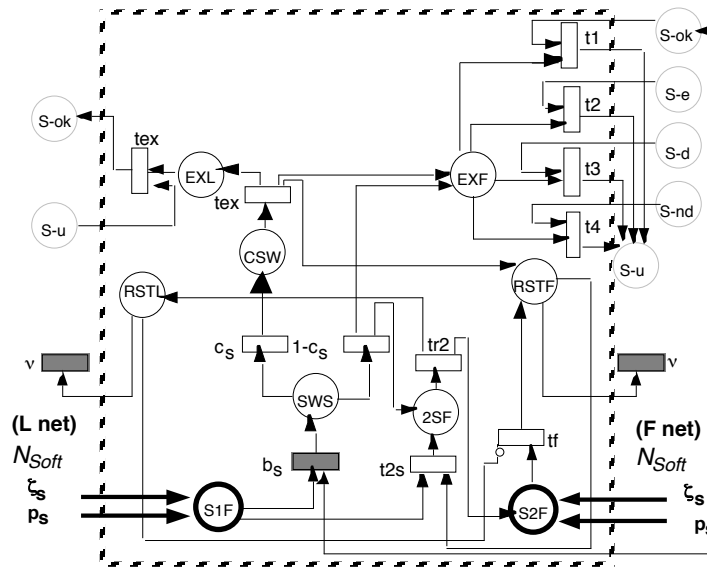 t1
S-ok
S-e
t2
S-ok
tex
S-d
t3
EXL
EXF
S-nd
tex
t4
S-u
CSW
S-u
RSTL
RSTF
cs
1-cs
tr2
ν
ν
SWS
2SF
(L net)
(F net)
tf
NSoft
bs
t2s
NSoft
ζs
ζs
S1F
S2F
ps
ps